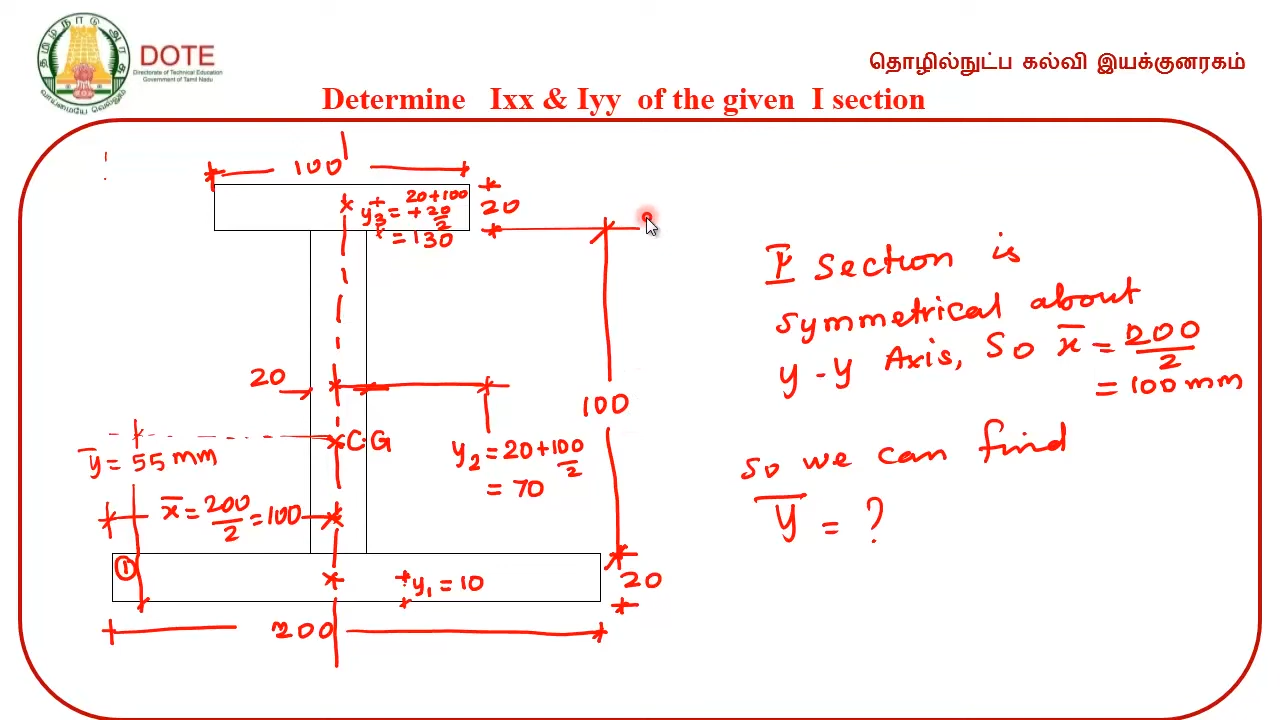 தமிழ்நாடு அரசு
வாய்மையே வெல்லும்
DOTE
Directorate of Technical Education
Government of Tamil Nadu
தொழில்நுட்ப கல்வி இயக்குனரகம்
Determine Ixx & Iyy of the given I section
100
20+100
y3 = + 20/2
= 130
20
I Section is
symmetrical about
y-y Axis, so x̄ = 200/2
= 100 mm
20
100
C.G
ȳ = 55 mm
y2 = 20+100/2
= 70
so we can find
x̄ = 200/2 = 100
Ȳ = ?
1
y1 = 10
20
200